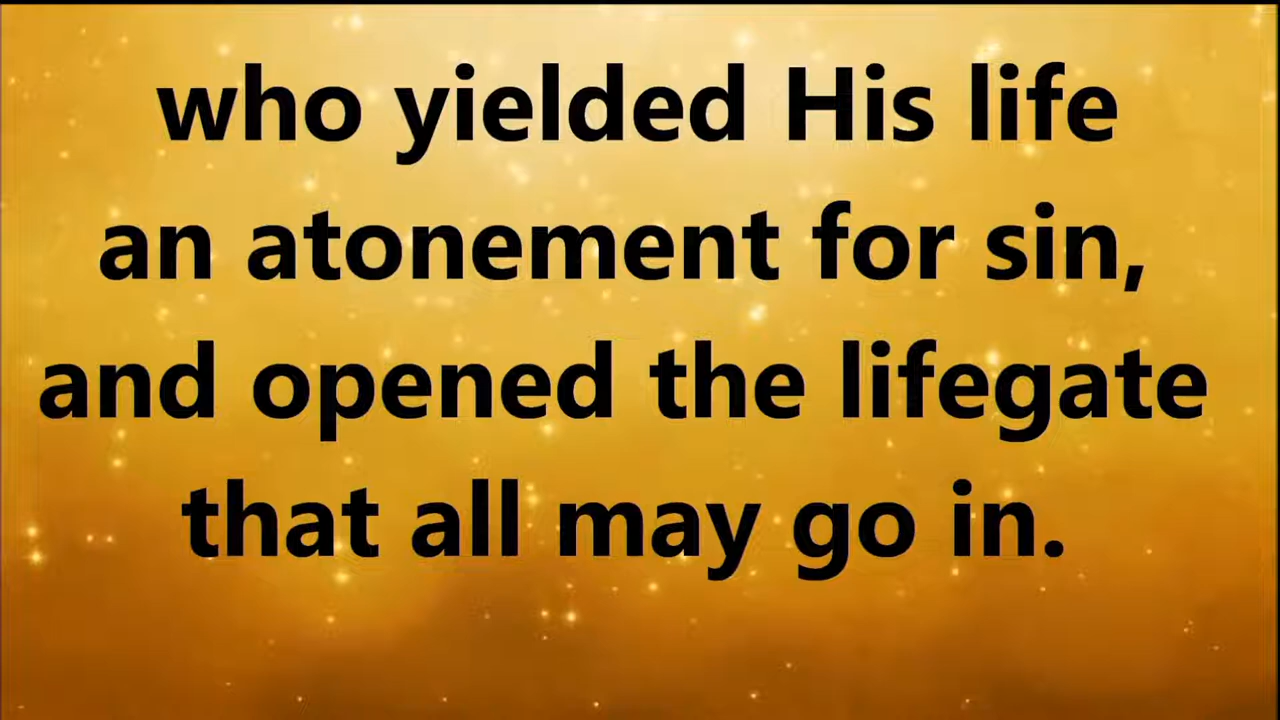 who yielded His life
an atonement for sin,
and opened the lifegate
that all may go in.